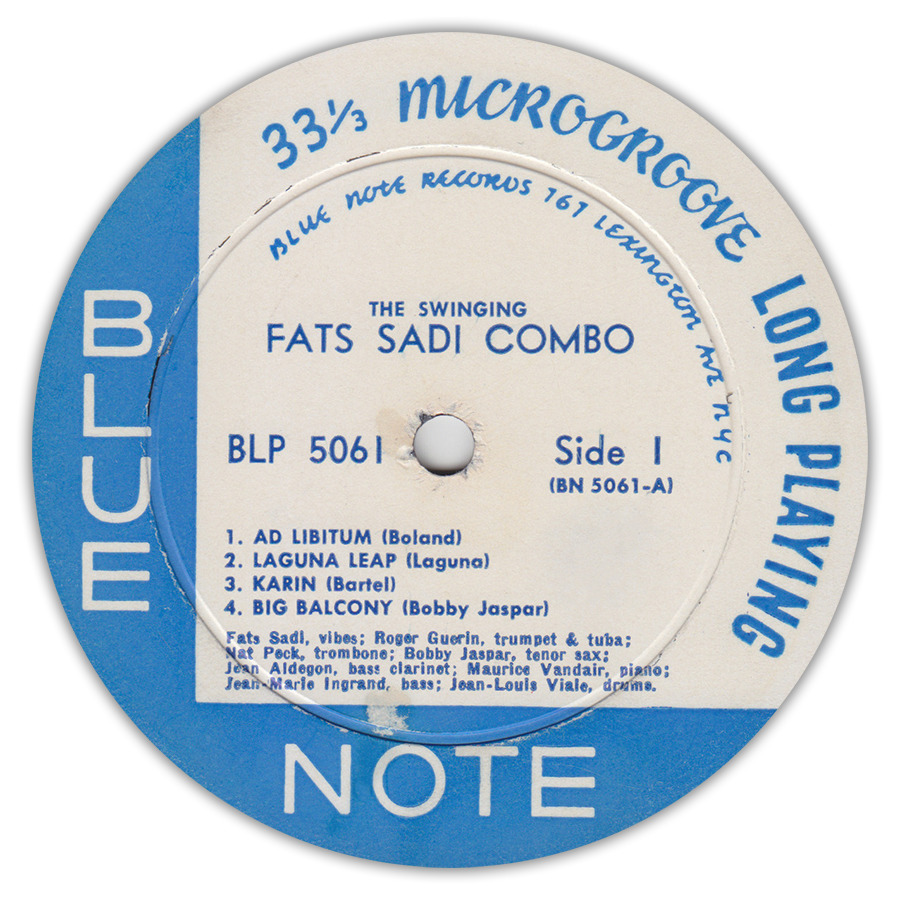 33⅓ MICROGROOVE LONG PLAYING
BLUE NOTE RECORDS 767 LEXINGTON AVE NYC
THE SWINGING
FATS SADI COMBO
BLP 5061
Side 1
(BN 5061-A)
1. AD LIBITUM (Boland)
2. LAGUNA LEAP (Laguna)
3. KARIN (Bartel)
4. BIG BALCONY (Bobby Jaspar)
Fats Sadi, vibes; Roger Guerin, trumpet & tuba;
Nat Peck, trombone; Bobby Jaspar, tenor sax;
Jean Aldegon, bass clarinet; Maurice Vandair, piano;
Jean-Marie Ingrand, bass; Jean-Louis Viale, drums.
BLUE
NOTE